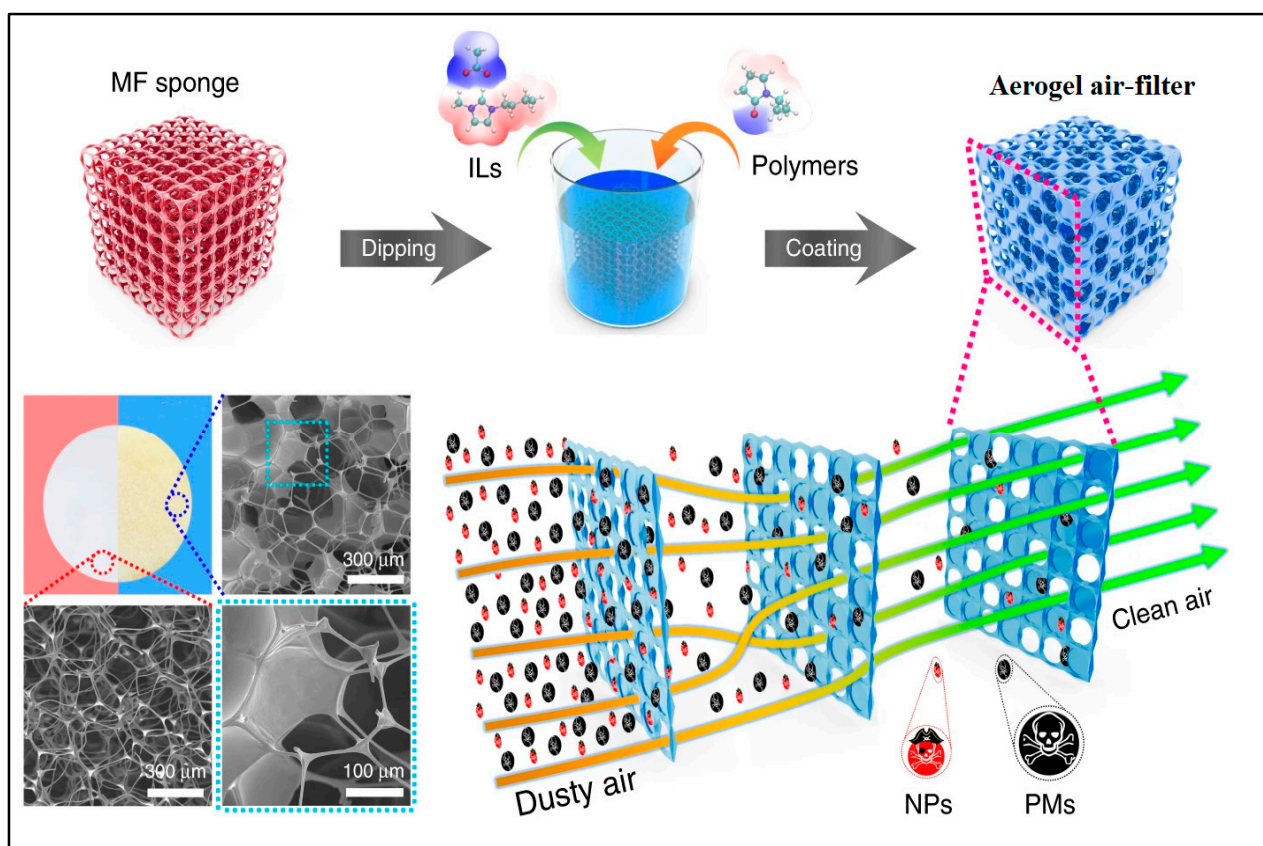 MF sponge
ILs
Polymers
Aerogel air-filter
Dipping
Coating
300 μm
300 μm
100 μm
Dusty air
Clean air
NPs
PMs